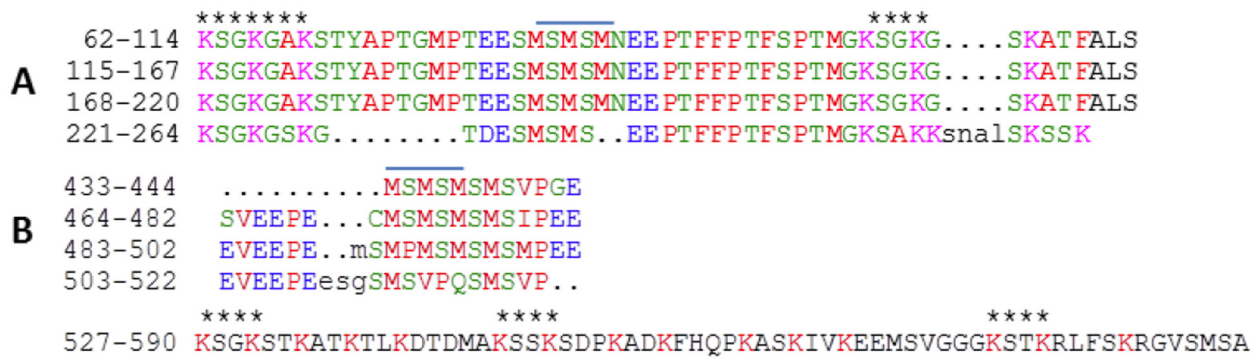 ******* ****
62-114 KSGKGAKSTYAPTGMPTEESMSMSMNEEPTFFPTFSPTMGKSGKG....SKATFALS
A 115-167 KSGKGAKSTYAPTGMPTEESMSMSMNEEPTFFPTFSPTMGKSGKG....SKATFALS
168-220 KSGKGAKSTYAPTGMPTEESMSMSMNEEPTFFPTFSPTMGKSGKG....SKATFALS
221-264 KSGKGSKG........TDESMSMS..EEPTFFPTFSPTMGKSAKKsnalSKSSK
433-444 ..........MSMSMSMSVPGE
B 464-482 SVEEPE...CMSMSMSMSIPEE
483-502 EVEEPE..mSMPMSMSMSMPEE
503-522 EVEEPEesgSMSVPQSMSVP..
**** **** ****
527-590 KSGKSTKATKTLKDTDMAKSSKSDPKADKFHQPKASKIVKEEMSVGGGKSTKRLFSKRGVSMSA